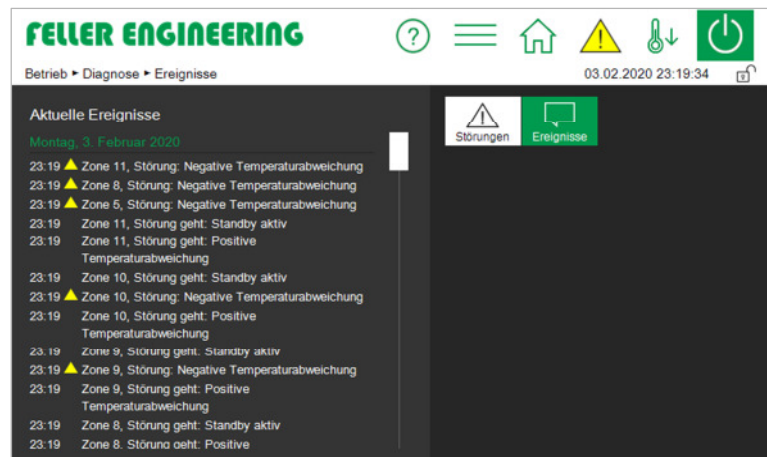 FELLER ENGINEERING
?
Betrieb ▸ Diagnose ▸ Ereignisse
03.02.2020 23:19:34
Aktuelle Ereignisse
Montag, 3. Februar 2020
23:19 Zone 11, Störung: Negative Temperaturabweichung
23:19 Zone 8, Störung: Negative Temperaturabweichung
23:19 Zone 5, Störung: Negative Temperaturabweichung
23:19 Zone 11, Störung geht: Standby aktiv
23:19 Zone 11, Störung geht: Positive
Temperaturabweichung
23:19 Zone 10, Störung geht: Standby aktiv
23:19 Zone 10, Störung: Negative Temperaturabweichung
23:19 Zone 10, Störung geht: Positive
Temperaturabweichung
23:19 Zone 9, Störung geht: Standby aktiv
23:19 Zone 9, Störung: Negative Temperaturabweichung
23:19 Zone 9, Störung geht: Positive
Temperaturabweichung
23:19 Zone 8, Störung geht: Standby aktiv
23:19 Zone 8, Störung geht: Positive
Störungen
Ereignisse